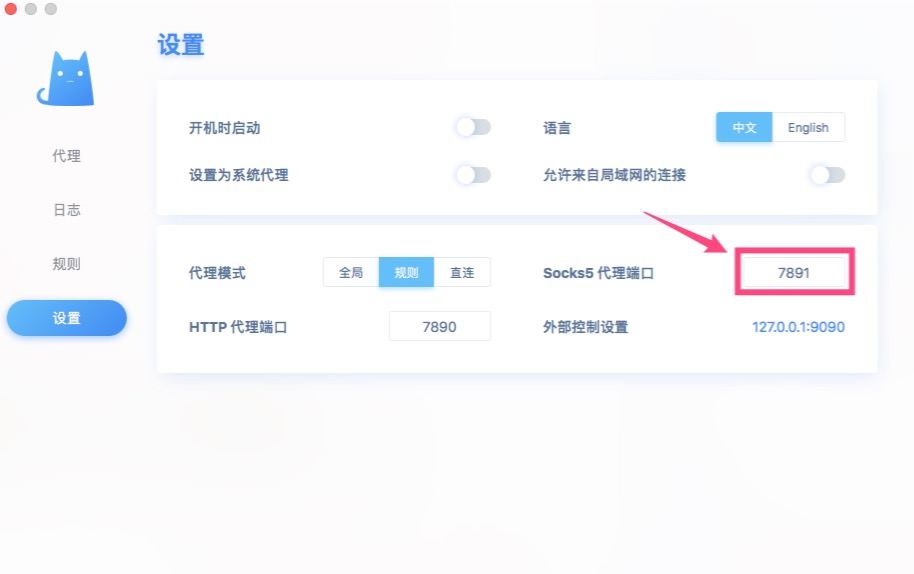 设置
代理
日志
规则
设置
开机时启动
语言 中文 English
设置为系统代理
允许来自局域网的连接
代理模式 全局 规则 直连
Socks5 代理端口 7891
HTTP 代理端口 7890
外部控制设置 127.0.0.1:9090